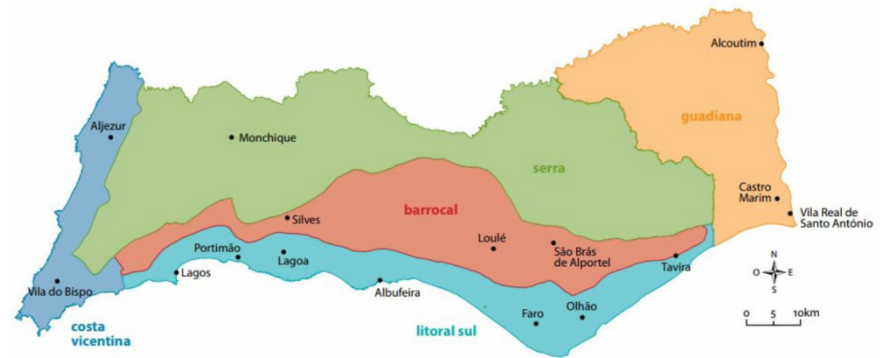 Alcoutim
Aljezur
Monchique
guadiana
serra
Castro
Marim
barrocal
Silves
Vila Real de
Santo António
Loulé
São Brás
de Alportel
Portimão
Lagoa
Tavira
Lagos
Vila do Bispo
Albufeira
N
O E
S
Olhão
Faro
0 5 10km
costa
vicentina
litoral sul